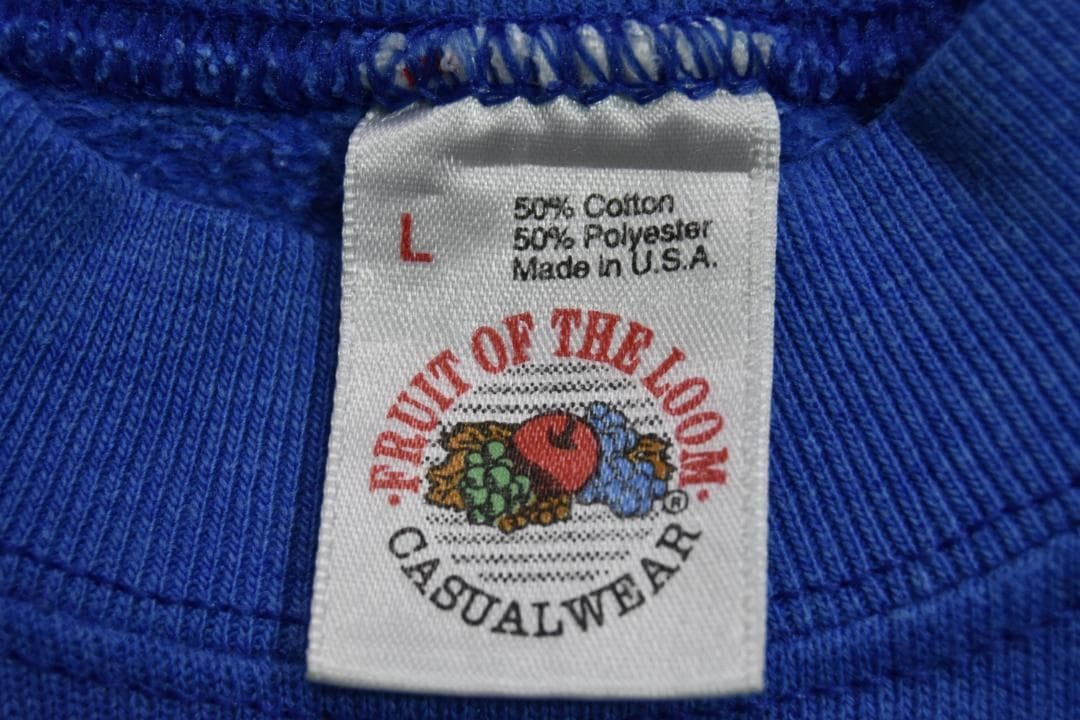 L
50% Cotton
50% Polyester
Made in U.S.A.
·FRUIT OF THE LOOM·
®
CASUALWEAR